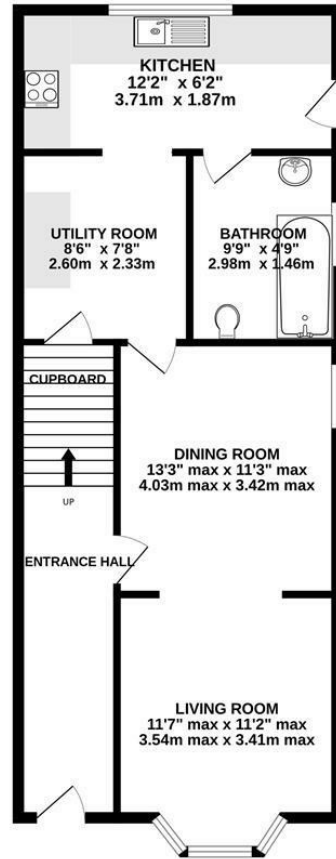 KITCHEN
12'2" x 6'2"
3.71m x 1.87m
UTILITY ROOM
8'6" x 7'8"
2.60m x 2.33m
BATHROOM
9'9" x 4'9"
2.98m x 1.46m
CUPBOARD
UP
DINING ROOM
13'3" max x 11'3" max
4.03m max x 3.42m max
ENTRANCE HALL
LIVING ROOM
11'7" max x 11'2" max
3.54m max x 3.41m max